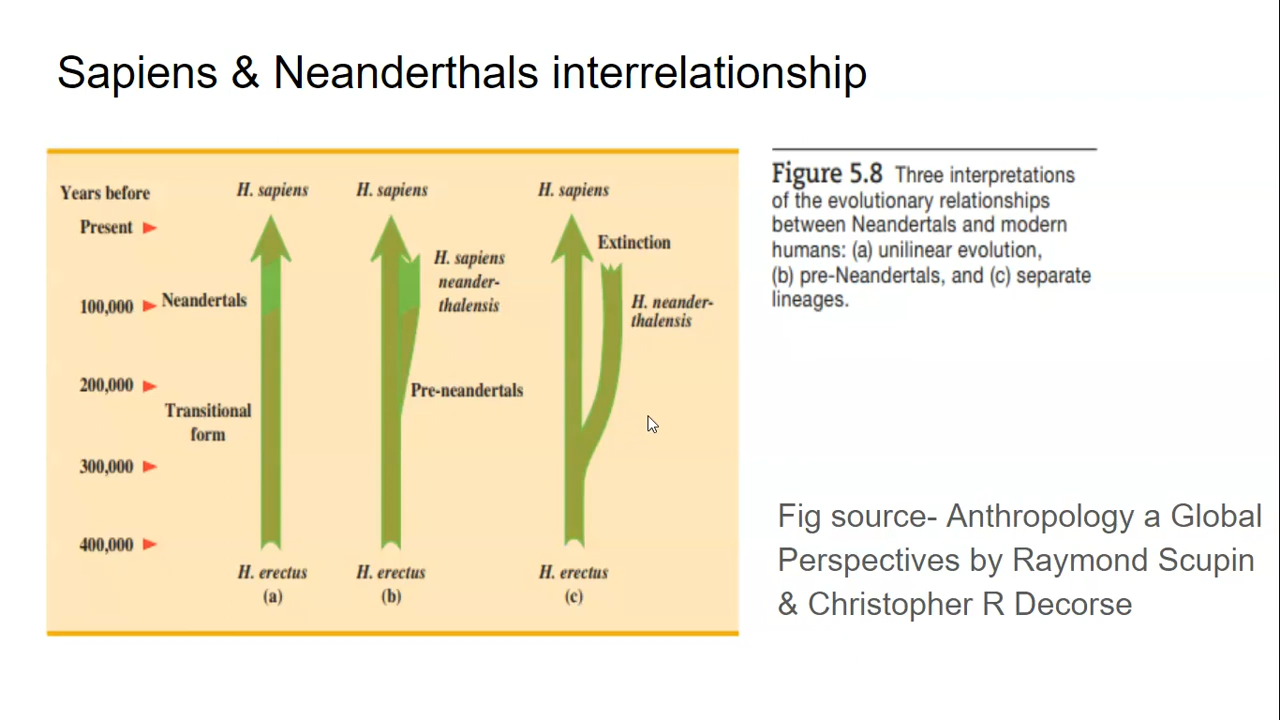 Sapiens & Neanderthals interrelationship
Years before
Present
100,000
200,000
300,000
400,000
H. sapiens
Neandertals
Transitional
form
H. erectus
(a)
H. sapiens
H. sapiens
neander-
thalensis
Pre-neandertals
H. erectus
(b)
H. sapiens
Extinction
H. neander-
thalensis
H. erectus
(c)
Figure 5.8 Three interpretations
of the evolutionary relationships
between Neandertals and modern
humans: (a) unilinear evolution,
(b) pre-Neandertals, and (c) separate
lineages.
Fig source- Anthropology a Global
Perspectives by Raymond Scupin
& Christopher R Decorse